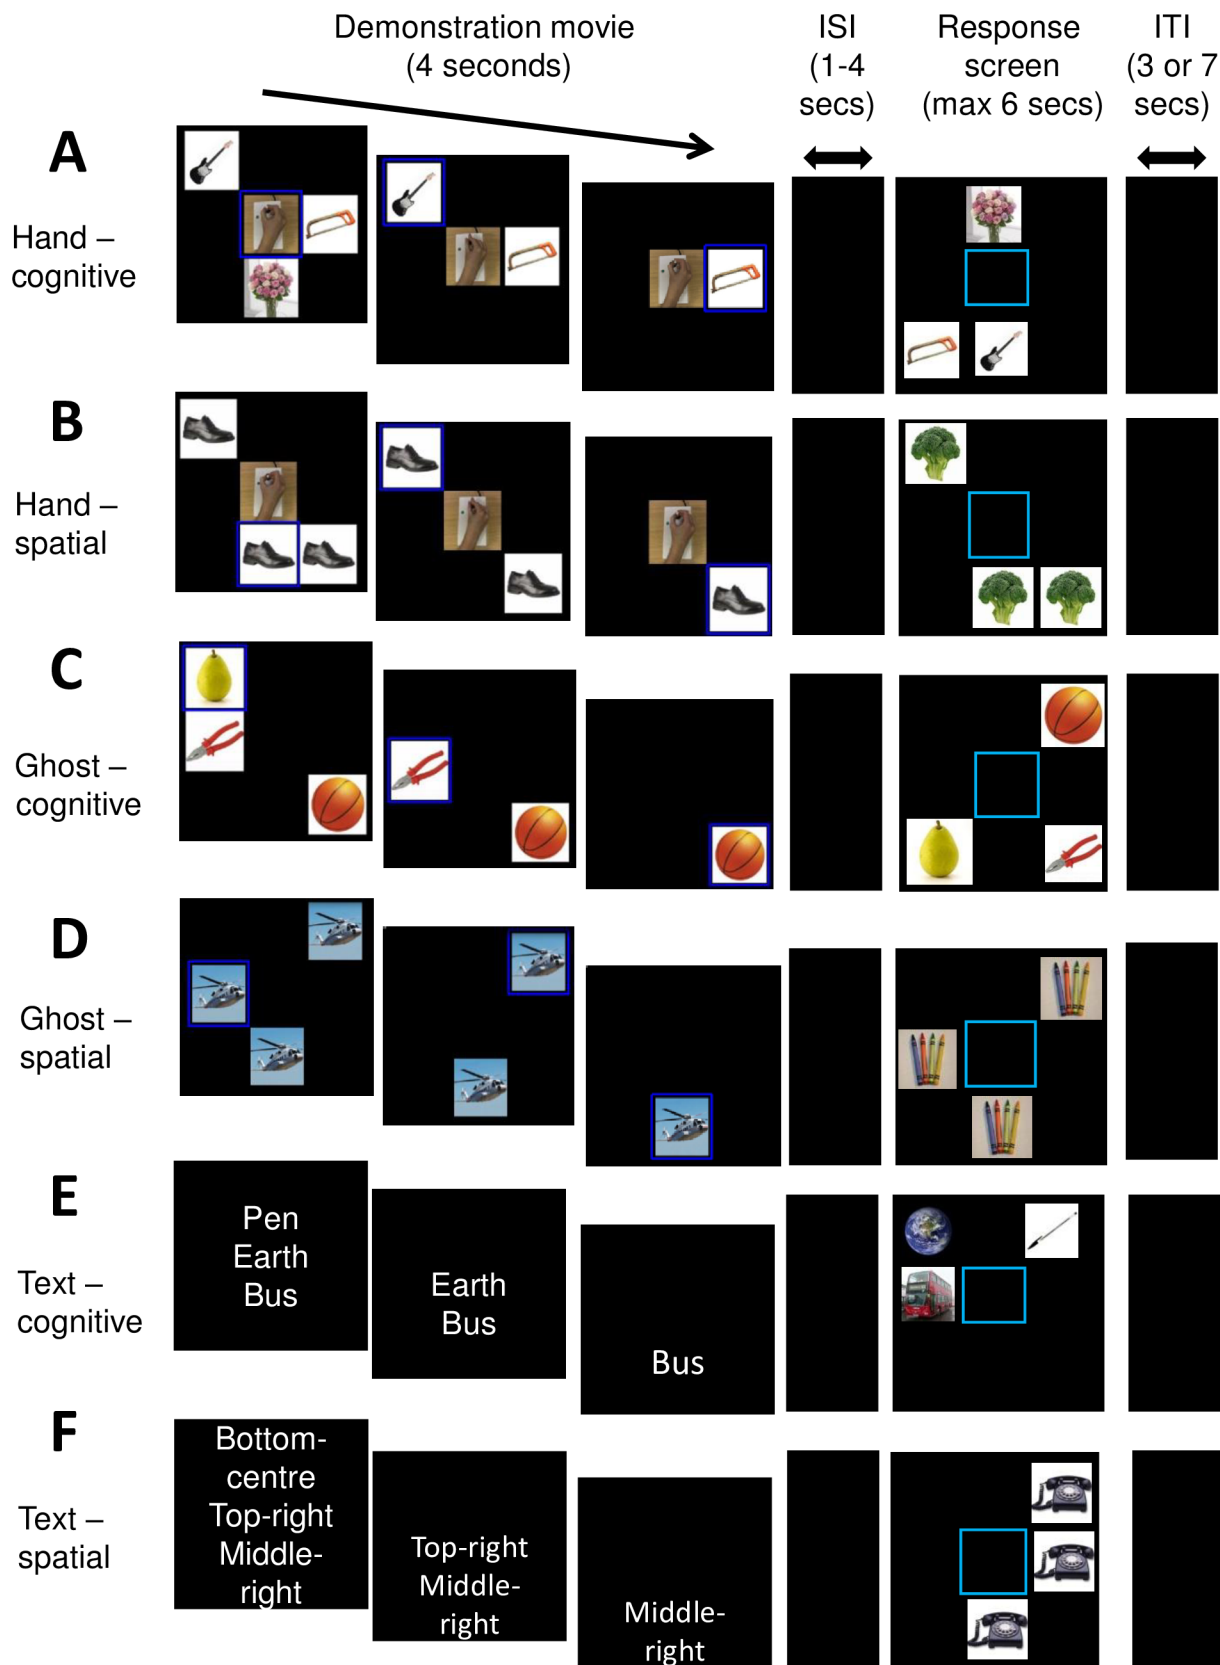 Demonstration movie
(4 seconds)
ISI
(1-4
secs)
Response
screen
(max 6 secs)
ITI
(3 or 7
secs)
A
Hand –
cognitive
B
Hand –
spatial
C
Ghost –
cognitive
D
Ghost –
spatial
E
Text –
cognitive
Pen
Earth
Bus
Earth
Bus
Bus
F
Text –
spatial
Bottom-
centre
Top-right
Middle-
right
Top-right
Middle-
right
Middle-
right